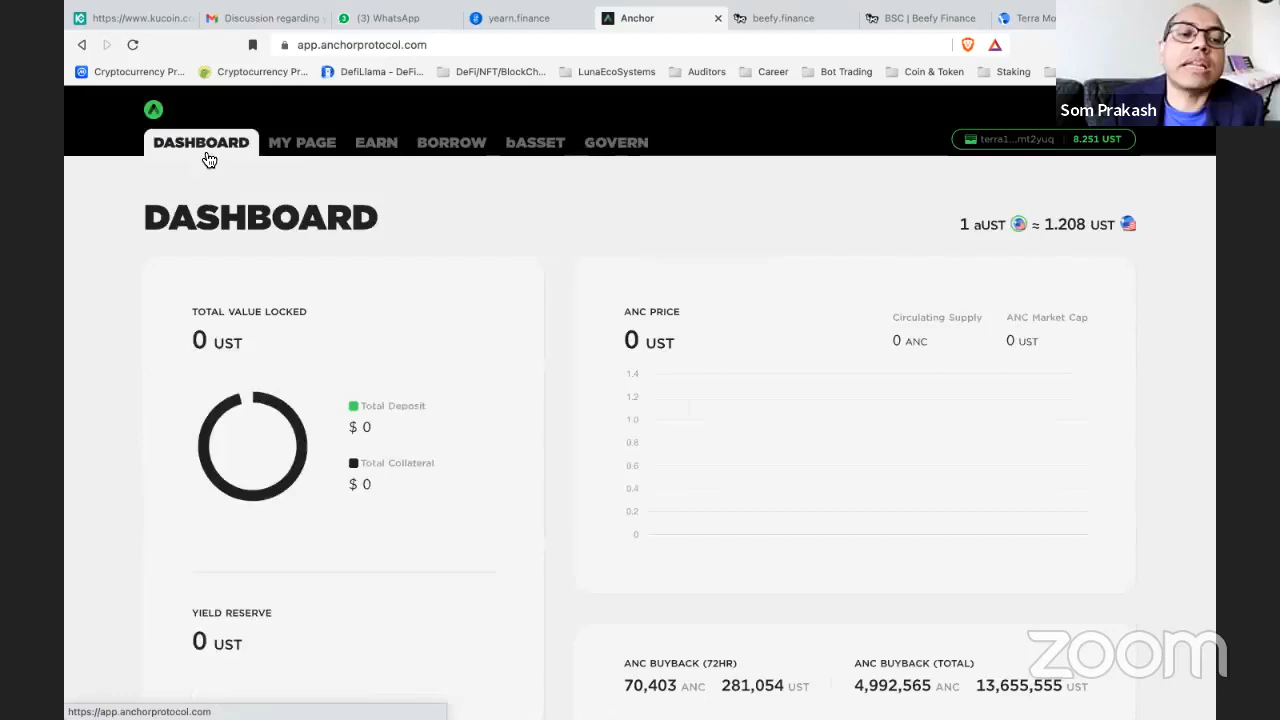 https://www.kucoin.cc
Discussion regarding
(3) WhatsApp
yearn.finance
Anchor
beefy.finance
BSC | Beefy Finance
Terra Mo
app.anchorprotocol.com
Cryptocurrency Pr...
Cryptocurrency Pr...
DefiLlama - DeFi...
DeFi/NFT/BlockCh...
LunaEcoSystems
Auditors
Career
Bot Trading
Coin & Token
Staking
Som Prakash
DASHBOARD MY PAGE EARN BORROW bASSET GOVERN
terra1...mt2yuq 8.251 UST
DASHBOARD
1 aUST ≈ 1.208 UST
TOTAL VALUE LOCKED
0 UST
Total Deposit
$ 0
Total Collateral
$ 0
YIELD RESERVE
0 UST
ANC PRICE
0 UST
Circulating Supply
0 ANC
ANC Market Cap
0 UST
1.4
1.2
1.0
0.8
0.6
0.4
0.2
0
ANC BUYBACK (72HR)
70,403 ANC 281,054 UST
ANC BUYBACK (TOTAL)
4,992,565 ANC 13,655,555 UST
zoom
https://app.anchorprotocol.com